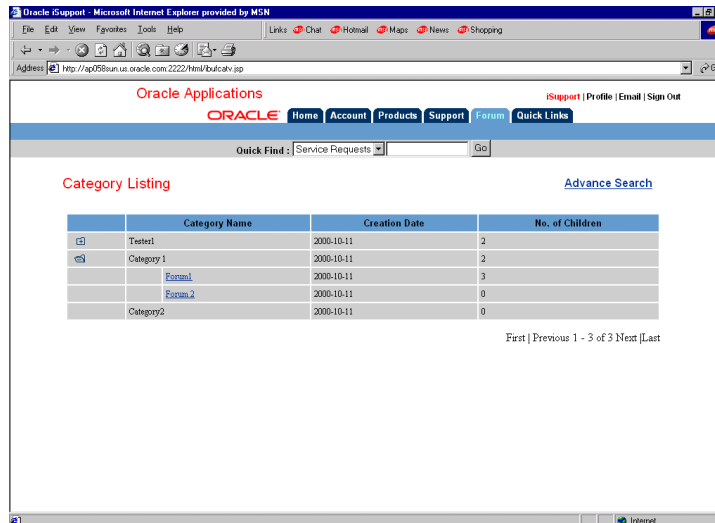 Oracle iSupport - Microsoft Internet Explorer provided by MSN
File Edit View Favorites Tools Help Links Chat Hotmail Maps News Shopping
Address http://ap058sun.us.oracle.com:2222/html/ibufcatv.jsp
Oracle Applications iSupport | Profile | Email | Sign Out
ORACLE Home Account Products Support Forum Quick Links
Quick Find : Service Requests Go
Category Listing Advance Search
Category Name Creation Date No. of Children
Tester1 2000-10-11 2
Category 1 2000-10-11 2
Forum1 2000-10-11 3
Forum 2 2000-10-11 0
Category2 2000-10-11 0
First | Previous 1 - 3 of 3 Next |Last
Internet